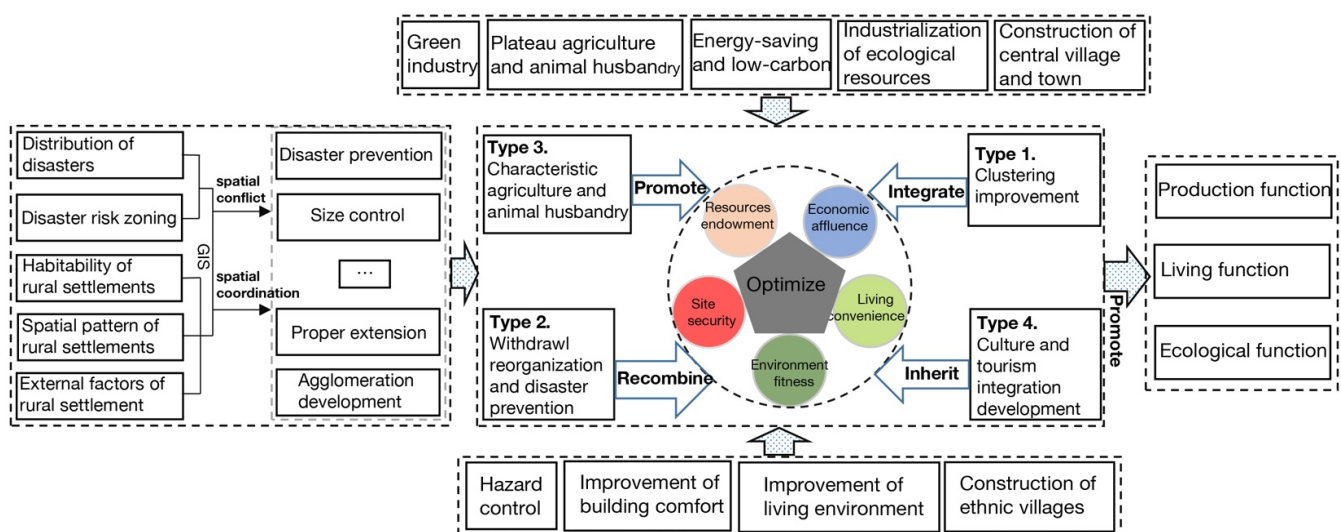 Green
industry
Plateau agriculture
and animal husbandry
Energy-saving
and low-carbon
Industrialization
of ecological
resources
Construction of
central village
and town
Distribution of
disasters
Disaster risk zoning
Habitability of
rural settlements
Spatial pattern of
rural settlements
External factors of
rural settlement
GIS
spatial
conflict
spatial
coordination
Disaster prevention
Size control
...
Proper extension
Agglomeration
development
Type 3.
Characteristic
agriculture and
animal husbandry
Promote
Type 2.
Withdrawl
reorganization
and disaster
prevention
Recombine
Resources
endowment
Economic
affluence
Optimize
Site
security
Living
convenience
Environment
fitness
Integrate
Type 1.
Clustering
improvement
Inherit
Type 4.
Culture and
tourism
integration
development
Promote
Production function
Living function
Ecological function
Hazard
control
Improvement of
building comfort
Improvement of
living environment
Construction of
ethnic villages